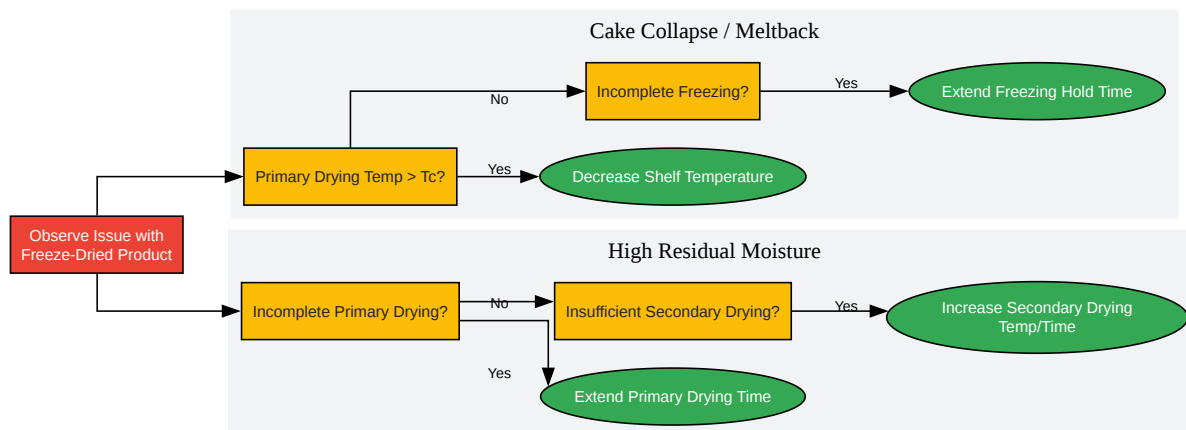 Cake Collapse / Meltback
Incomplete Freezing?
Yes
Extend Freezing Hold Time
No
Primary Drying Temp > Tc?
Yes
Decrease Shelf Temperature
Observe Issue with
Freeze-Dried Product
High Residual Moisture
Incomplete Primary Drying?
No
Insufficient Secondary Drying?
Yes
Increase Secondary Drying
Temp/Time
Yes
Extend Primary Drying Time